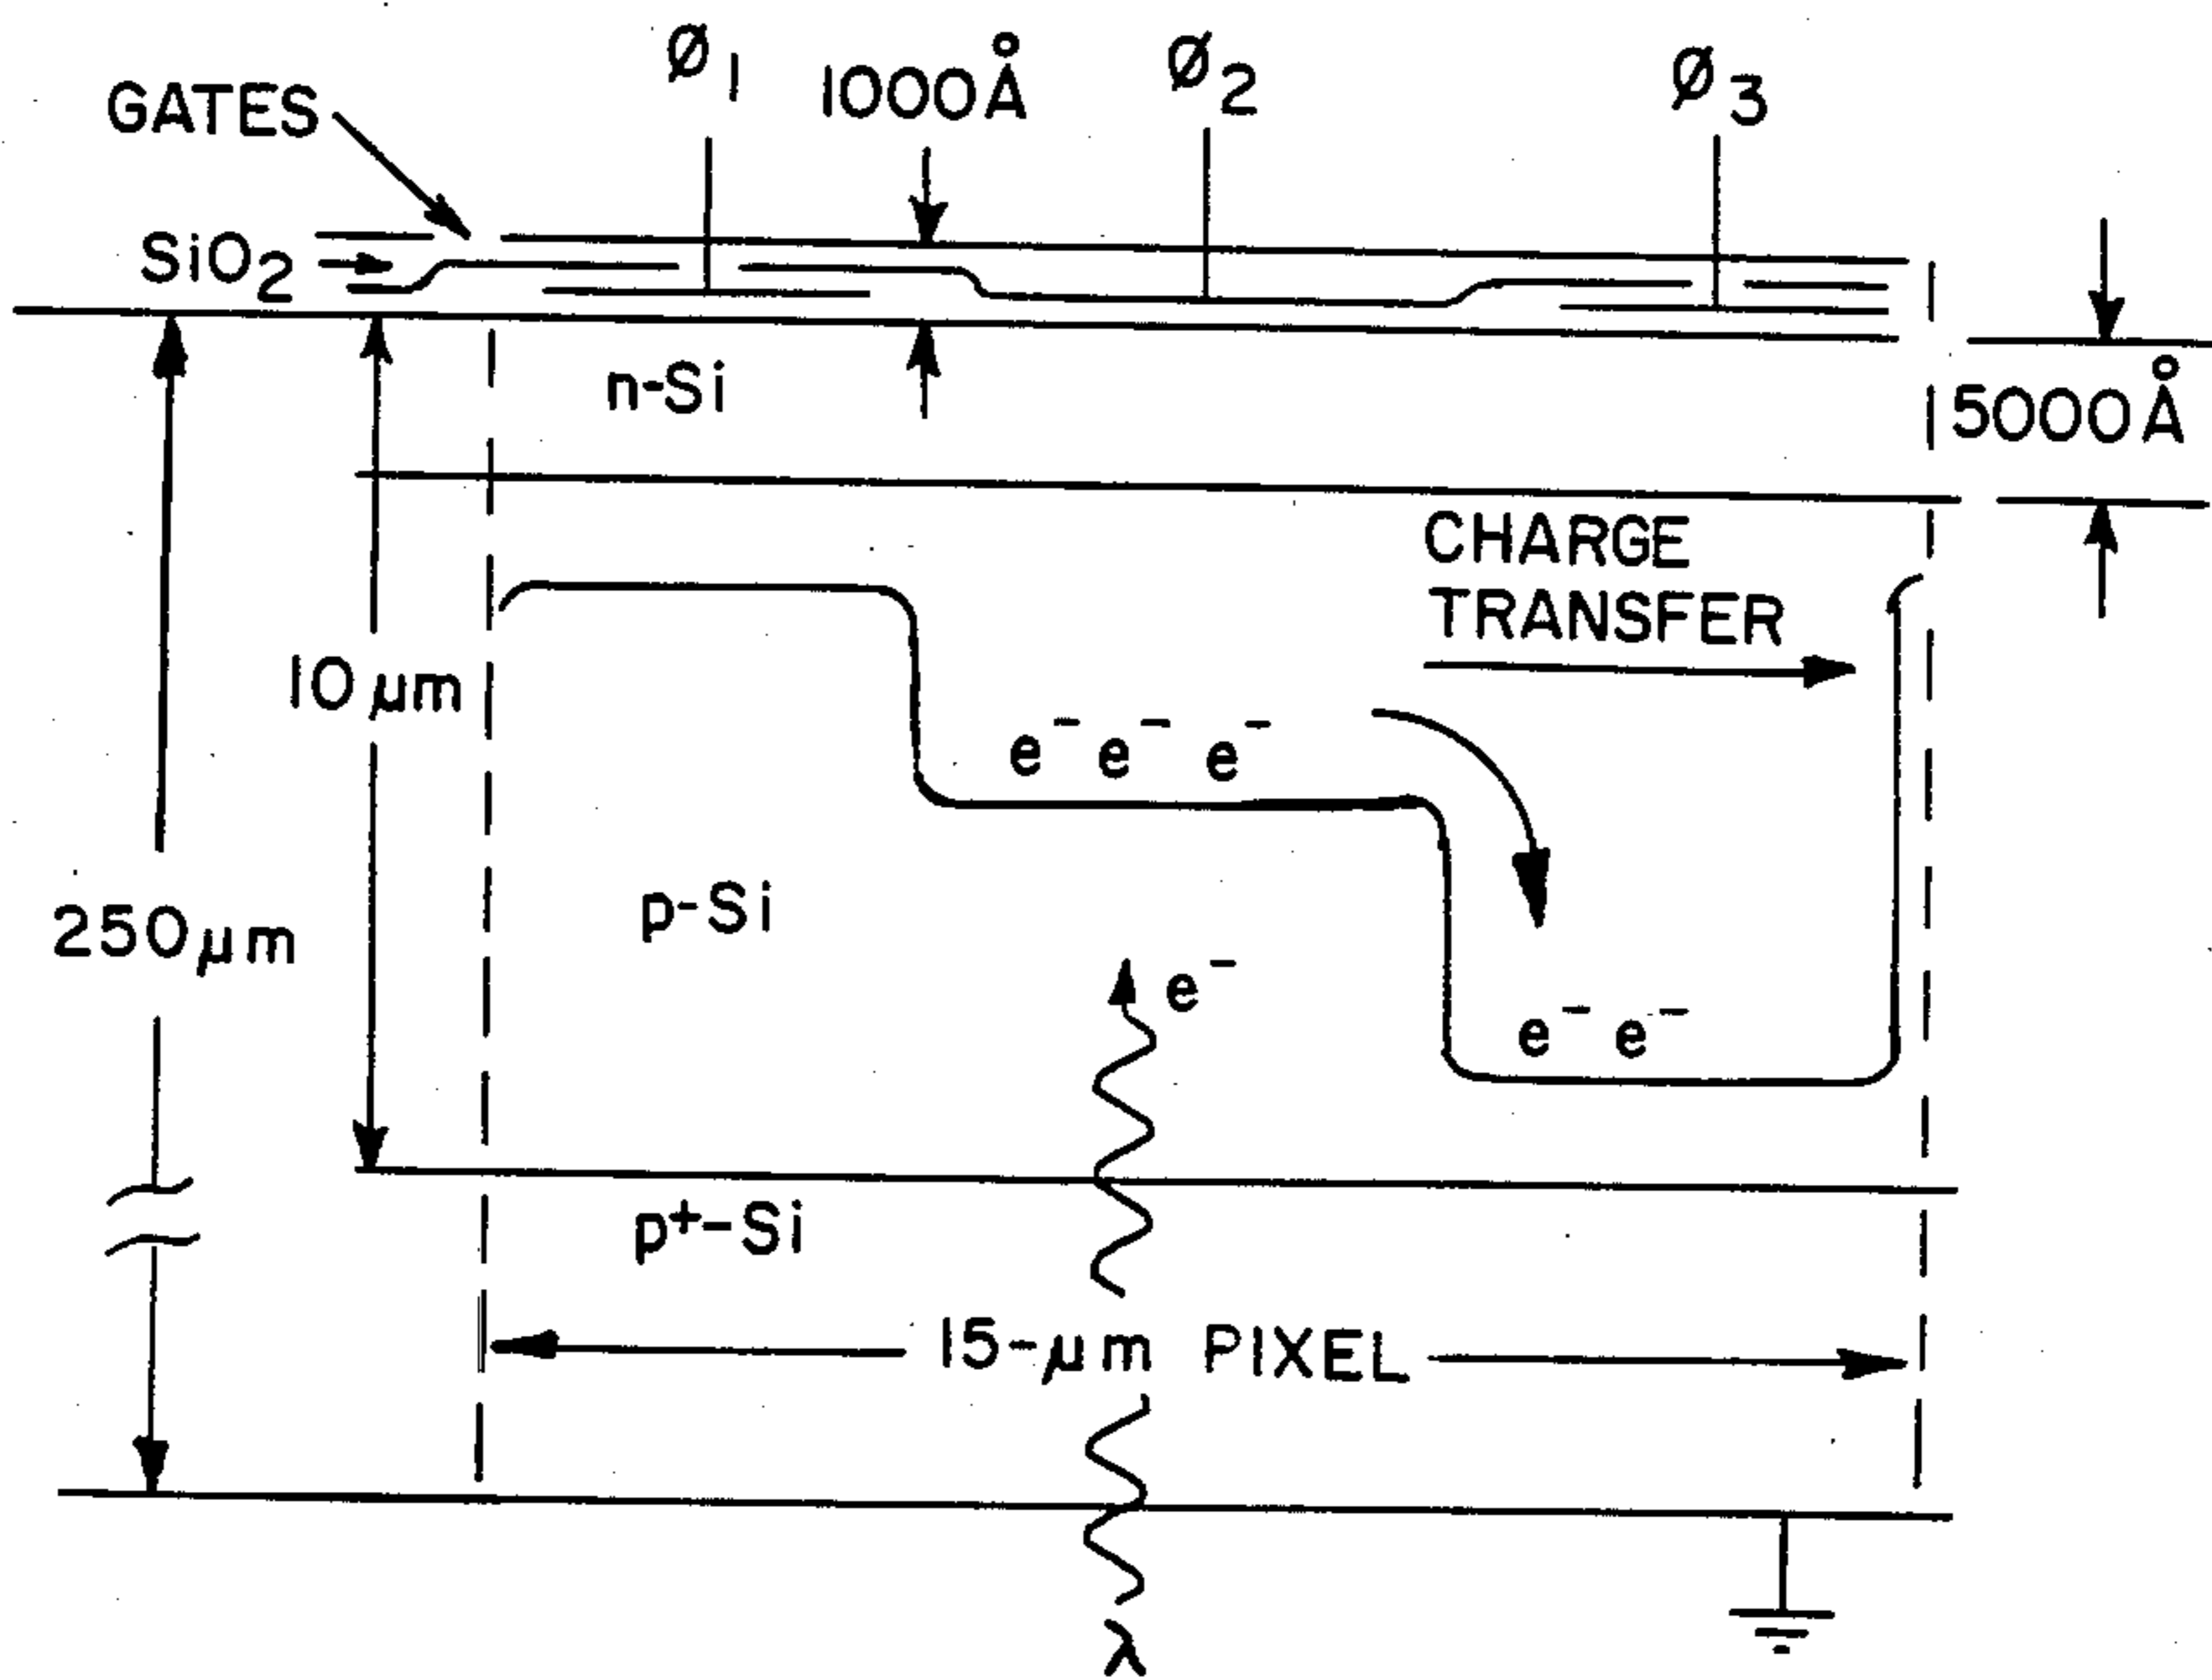 GATES
Ø1
1000Å
Ø2
Ø3
SiO2
n-Si
5000Å
CHARGE
TRANSFER
10 µm
e⁻ e⁻ e⁻
p-Si
250µm
e⁻
e⁻ e⁻
p⁺-Si
15-µm PIXEL
λ